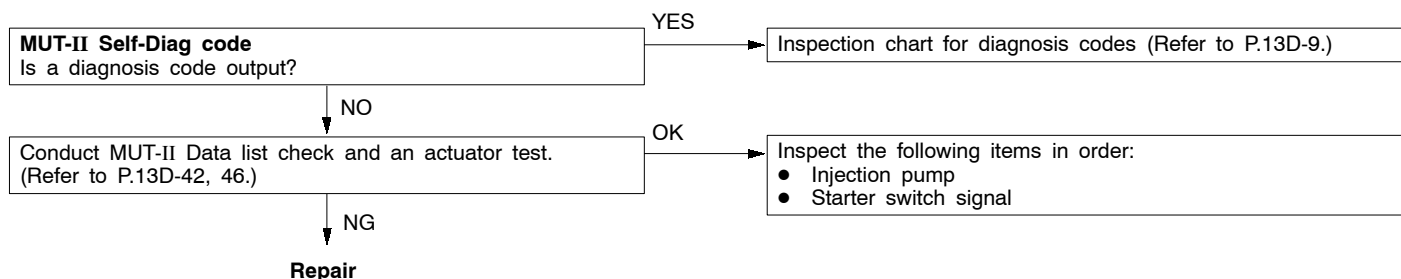 MUT-II Self-Diag code
Is a diagnosis code output?
YES
Inspection chart for diagnosis codes (Refer to P.13D-9.)
NO
Conduct MUT-II Data list check and an actuator test.
(Refer to P.13D-42, 46.)
OK
Inspect the following items in order:
● Injection pump
● Starter switch signal
NG
Repair